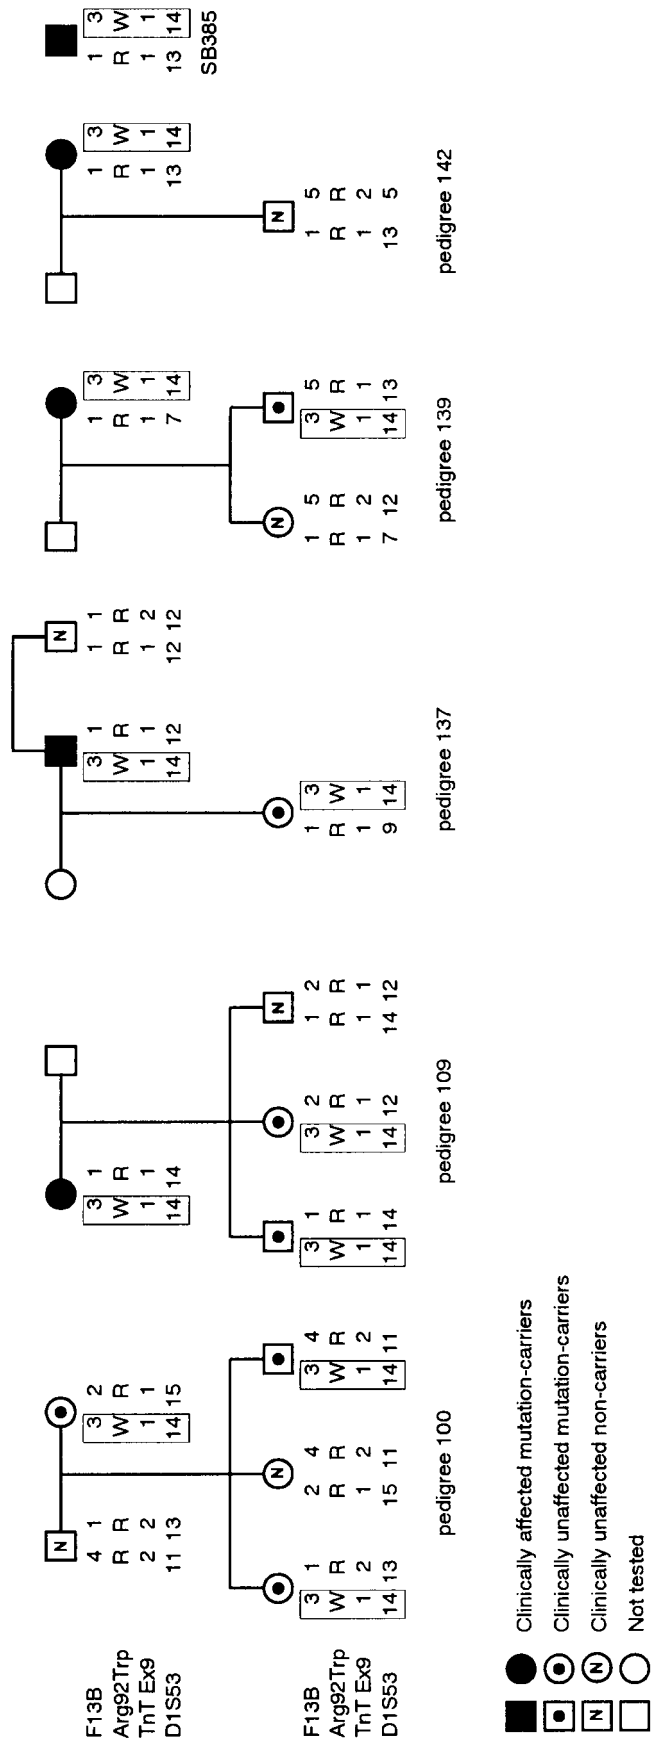 N N
F13B 4 1 3 2 3 1 3 1 1 1 1 3 1 3 1 3
Arg92Trp R R W R W R W R R R R W R W R W
TnT Ex9 2 2 1 1 1 1 1 1 1 2 1 1 1 1 1 1
D1S53 11 13 14 15 14 14 14 12 12 12 7 14 13 14 13 14
SB385
N N N N
F13B 3 1 2 4 3 4 3 1 3 2 1 2 1 3 1 5 3 5 1 5
Arg92Trp W R R R W R W R W R R R R W R R W R R R
TnT Ex9 1 2 1 2 1 2 1 1 1 1 1 1 1 1 1 2 1 1 1 2
D1S53 14 13 15 11 14 11 14 14 14 12 14 12 9 14 7 12 14 13 13 5
pedigree 100 pedigree 109 pedigree 137 pedigree 139 pedigree 142
Clinically affected mutation-carriers
Clinically unaffected mutation-carriers
N N Clinically unaffected non-carriers
Not tested